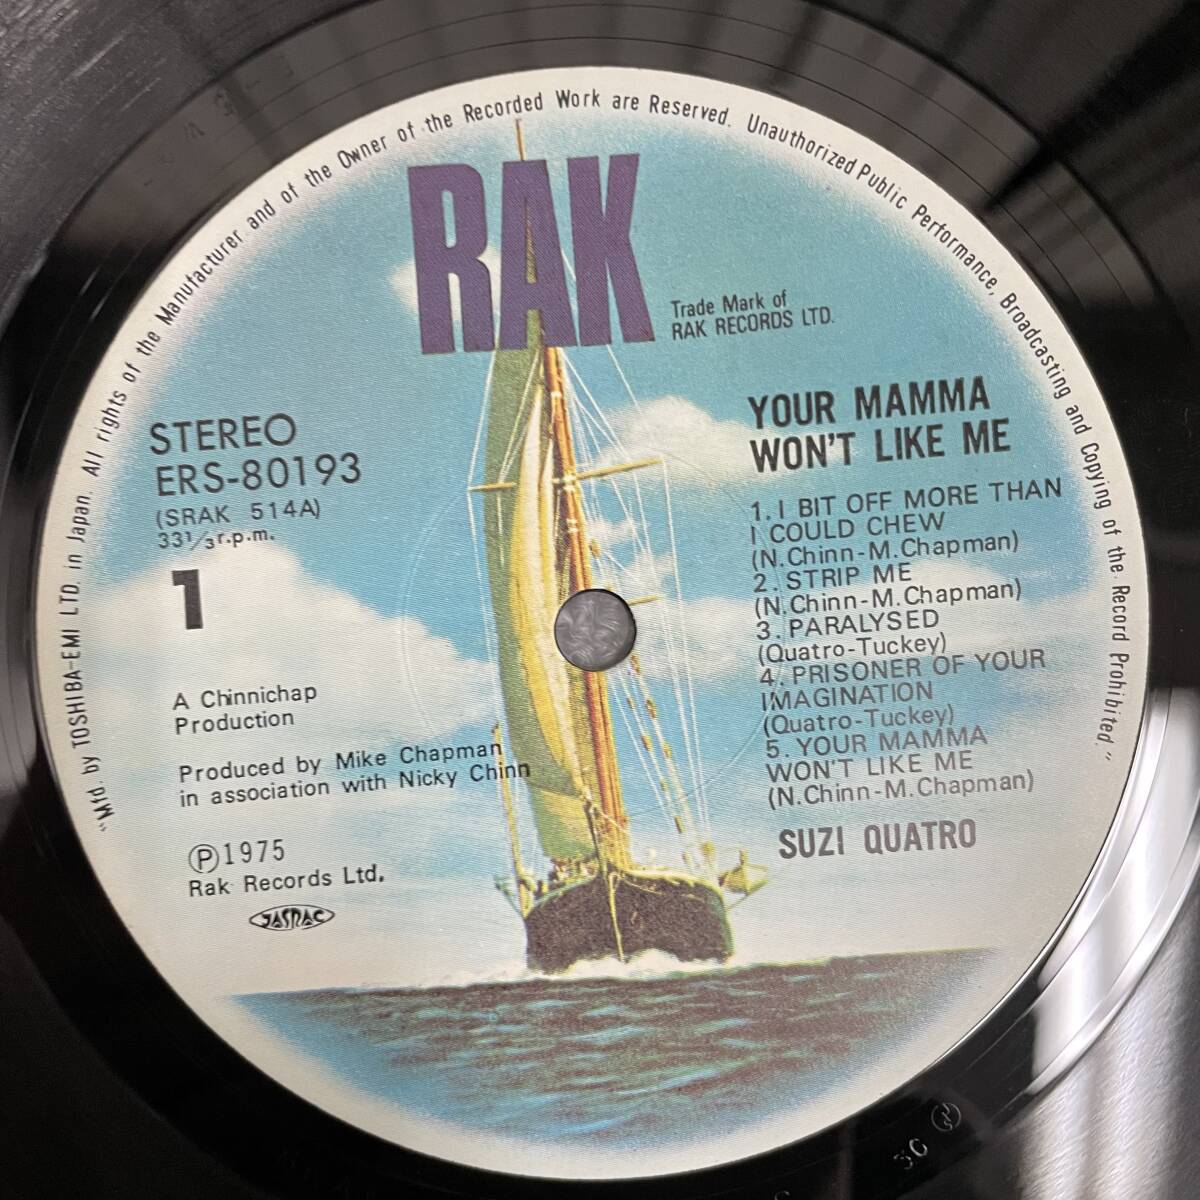 "Mfd. by TOSHIBA-EMI LTD. in Japan. All rights of the Manufacturer and of the Owner of the Recorded Work are Reserved. Unauthorized Public Performance, Broadcasting and Copying of the Record Prohibited."
RAK
Trade Mark of
RAK RECORDS LTD.
STEREO
ERS-80193
(SRAK 514A)
33 1/3 r.p.m.
1
A Chinnichap
Production
Produced by Mike Chapman
in association with Nicky Chinn
Ⓟ1975
Rak Records Ltd.
JASRAC
YOUR MAMMA
WON'T LIKE ME
1. I BIT OFF MORE THAN
I COULD CHEW
(N.Chinn-M.Chapman)
2. STRIP ME
(N.Chinn-M.Chapman)
3. PARALYSED
(Quatro-Tuckey)
4. PRISONER OF YOUR
IMAGINATION
(Quatro-Tuckey)
5. YOUR MAMMA
WON'T LIKE ME
(N.Chinn-M.Chapman)
SUZI QUATRO